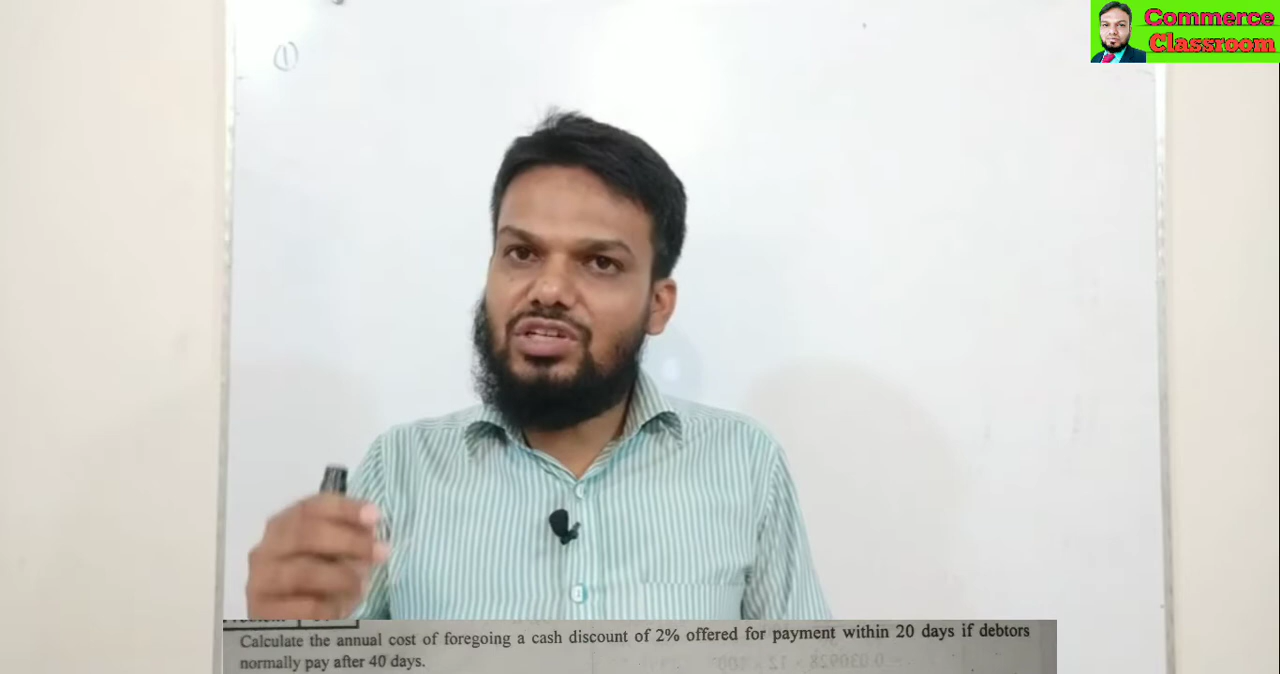 Commerce
Classroom
①
Calculate the annual cost of foregoing a cash discount of 2% offered for payment within 20 days if debtors
normally pay after 40 days.